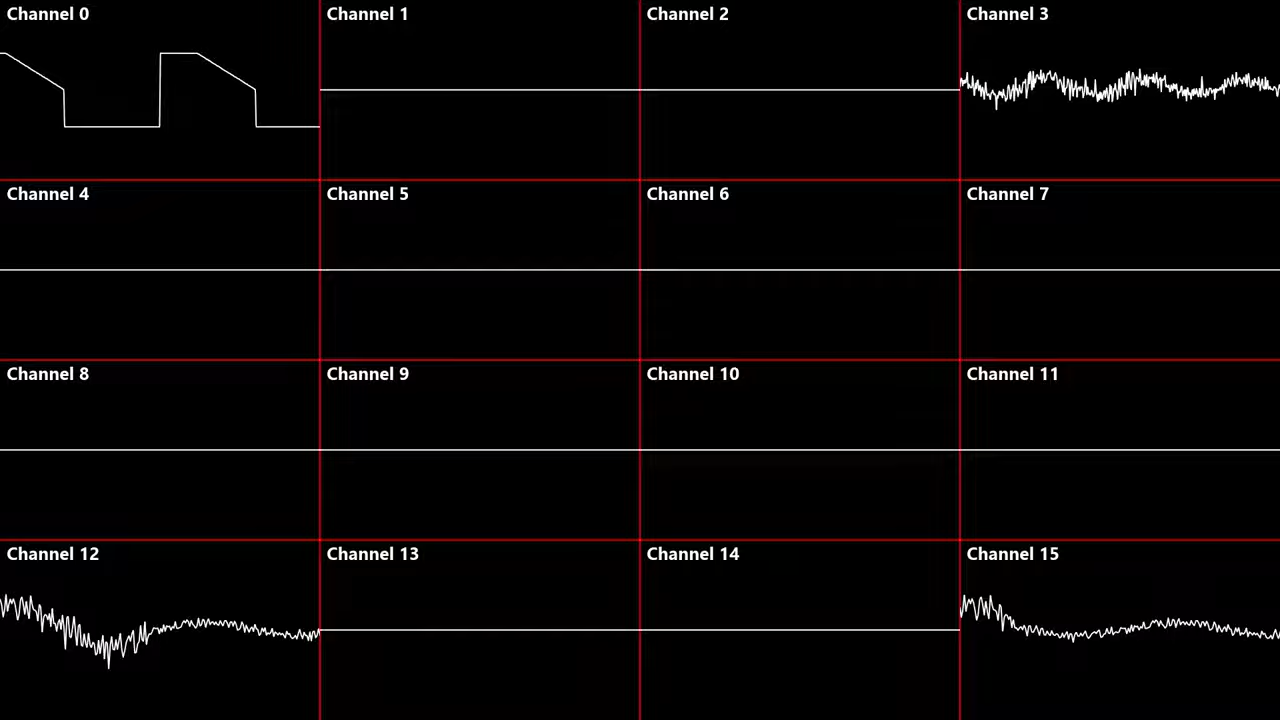 Channel 0
Channel 1
Channel 2
Channel 3
Channel 4
Channel 5
Channel 6
Channel 7
Channel 8
Channel 9
Channel 10
Channel 11
Channel 12
Channel 13
Channel 14
Channel 15